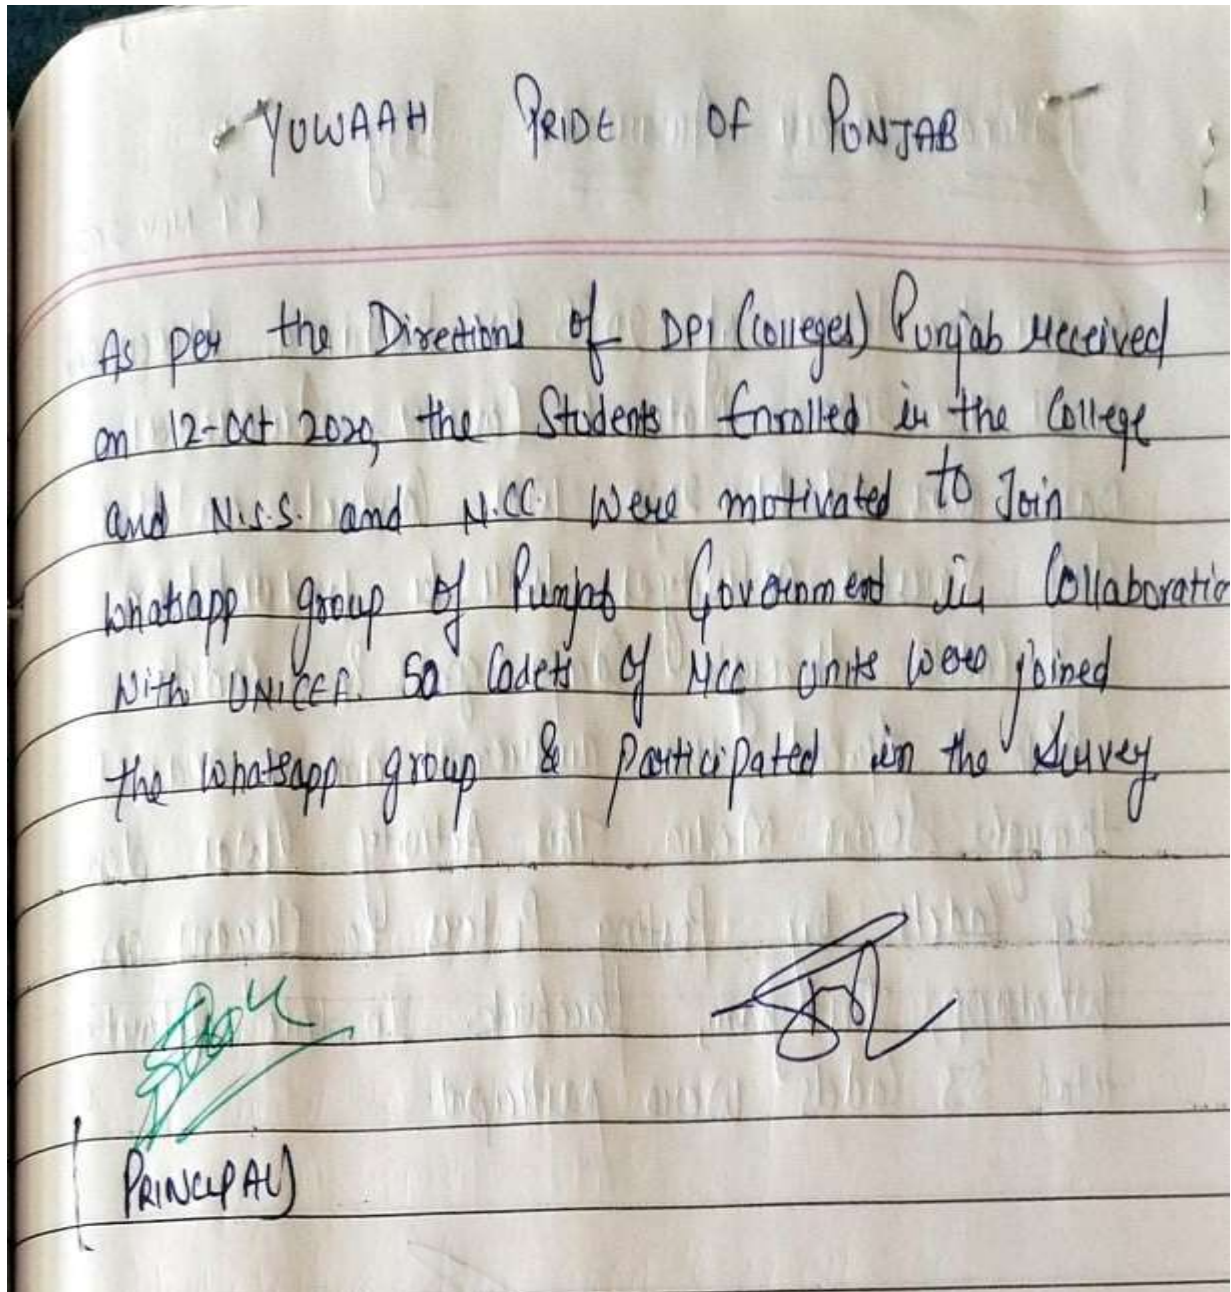 YUWAAH PRIDE OF PUNJAB
As per the Directions of DPI (Colleges) Punjab received
on 12-Oct 2020, the Students Enrolled in the College
and N.S.S. and N.CC. were motivated to Join
whatsapp group of Punjab Government in Collaboratio
With UNICEF. 50 Cadets of NCC units were joined
the whatsapp group & participated in the survey
(PRINCIPAL)